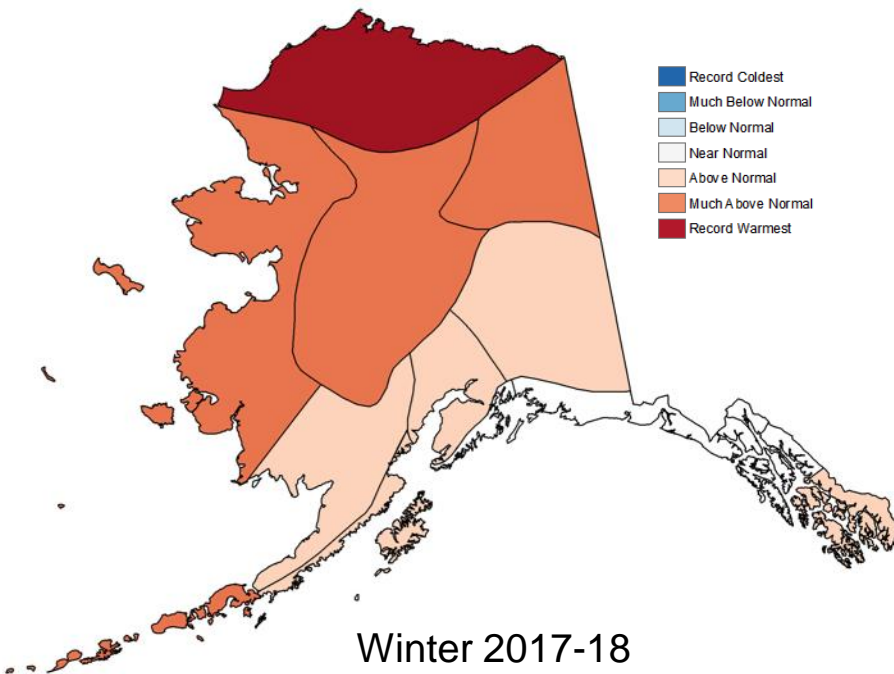 Record Coldest
Much Below Normal
Below Normal
Near Normal
Above Normal
Much Above Normal
Record Warmest
Winter 2017-18